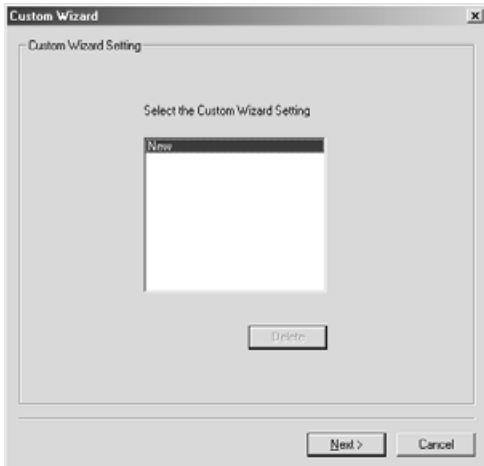 Custom Wizard
Custom Wizard Setting
Select the Custom Wizard Setting
New
Delete
Next >
Cancel